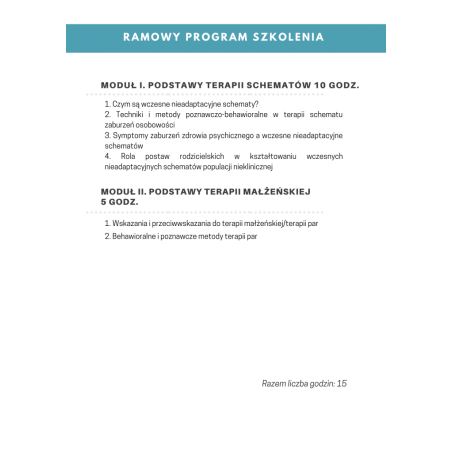 RAMOWY PROGRAM SZKOLENIA
MODUŁ I. PODSTAWY TERAPII SCHEMATÓW 10 GODZ.
1. Czym są wczesne nieadaptacyjne schematy?
2. Techniki i metody poznawczo-behawioralne w terapii schematu
zaburzeń osobowości
3. Symptomy zaburzeń zdrowia psychicznego a wczesne nieadaptacyjne
schematów
4. Rola postaw rodzicielskich w kształtowaniu wczesnych
nieadaptacyjnych schematów populacji nieklinicznej
MODUŁ II. PODSTAWY TERAPII MAŁŻEŃSKIEJ
5 GODZ.
1. Wskazania i przeciwwskazania do terapii małżeńskiej/terapii par
2. Behawioralne i poznawcze metody terapii par
Razem liczba godzin: 15